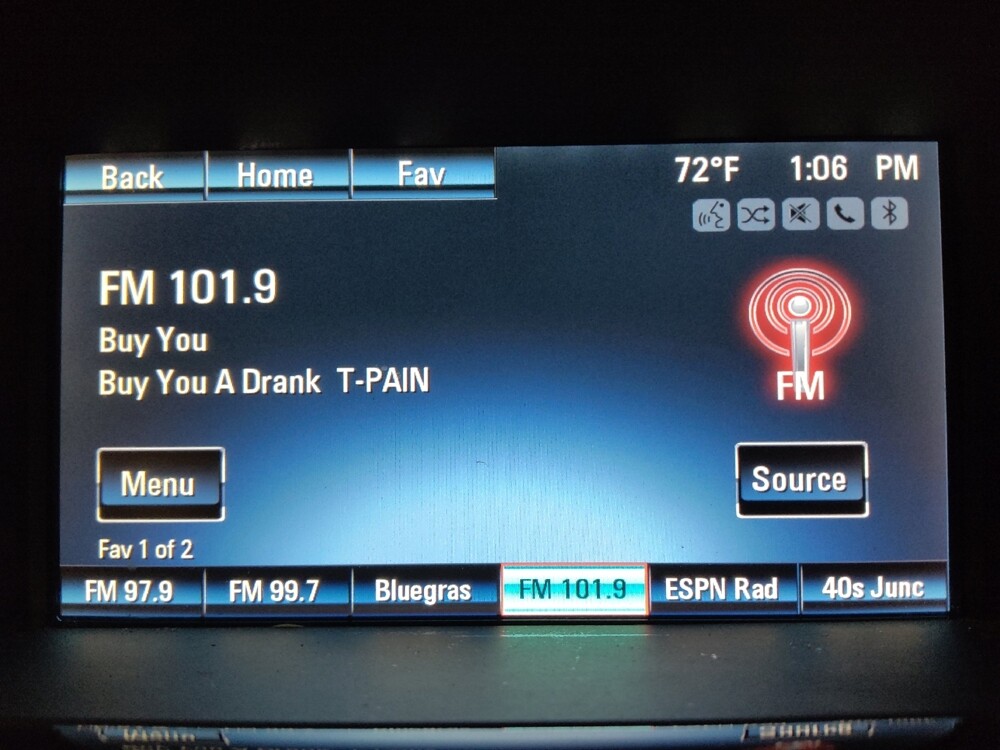 Back Home Fav 72°F 1:06 PM
FM 101.9
Buy You
Buy You A Drank T-PAIN
FM
Menu Source
Fav 1 of 2
FM 97.9 FM 99.7 Bluegras FM 101.9 ESPN Rad 40s Junc